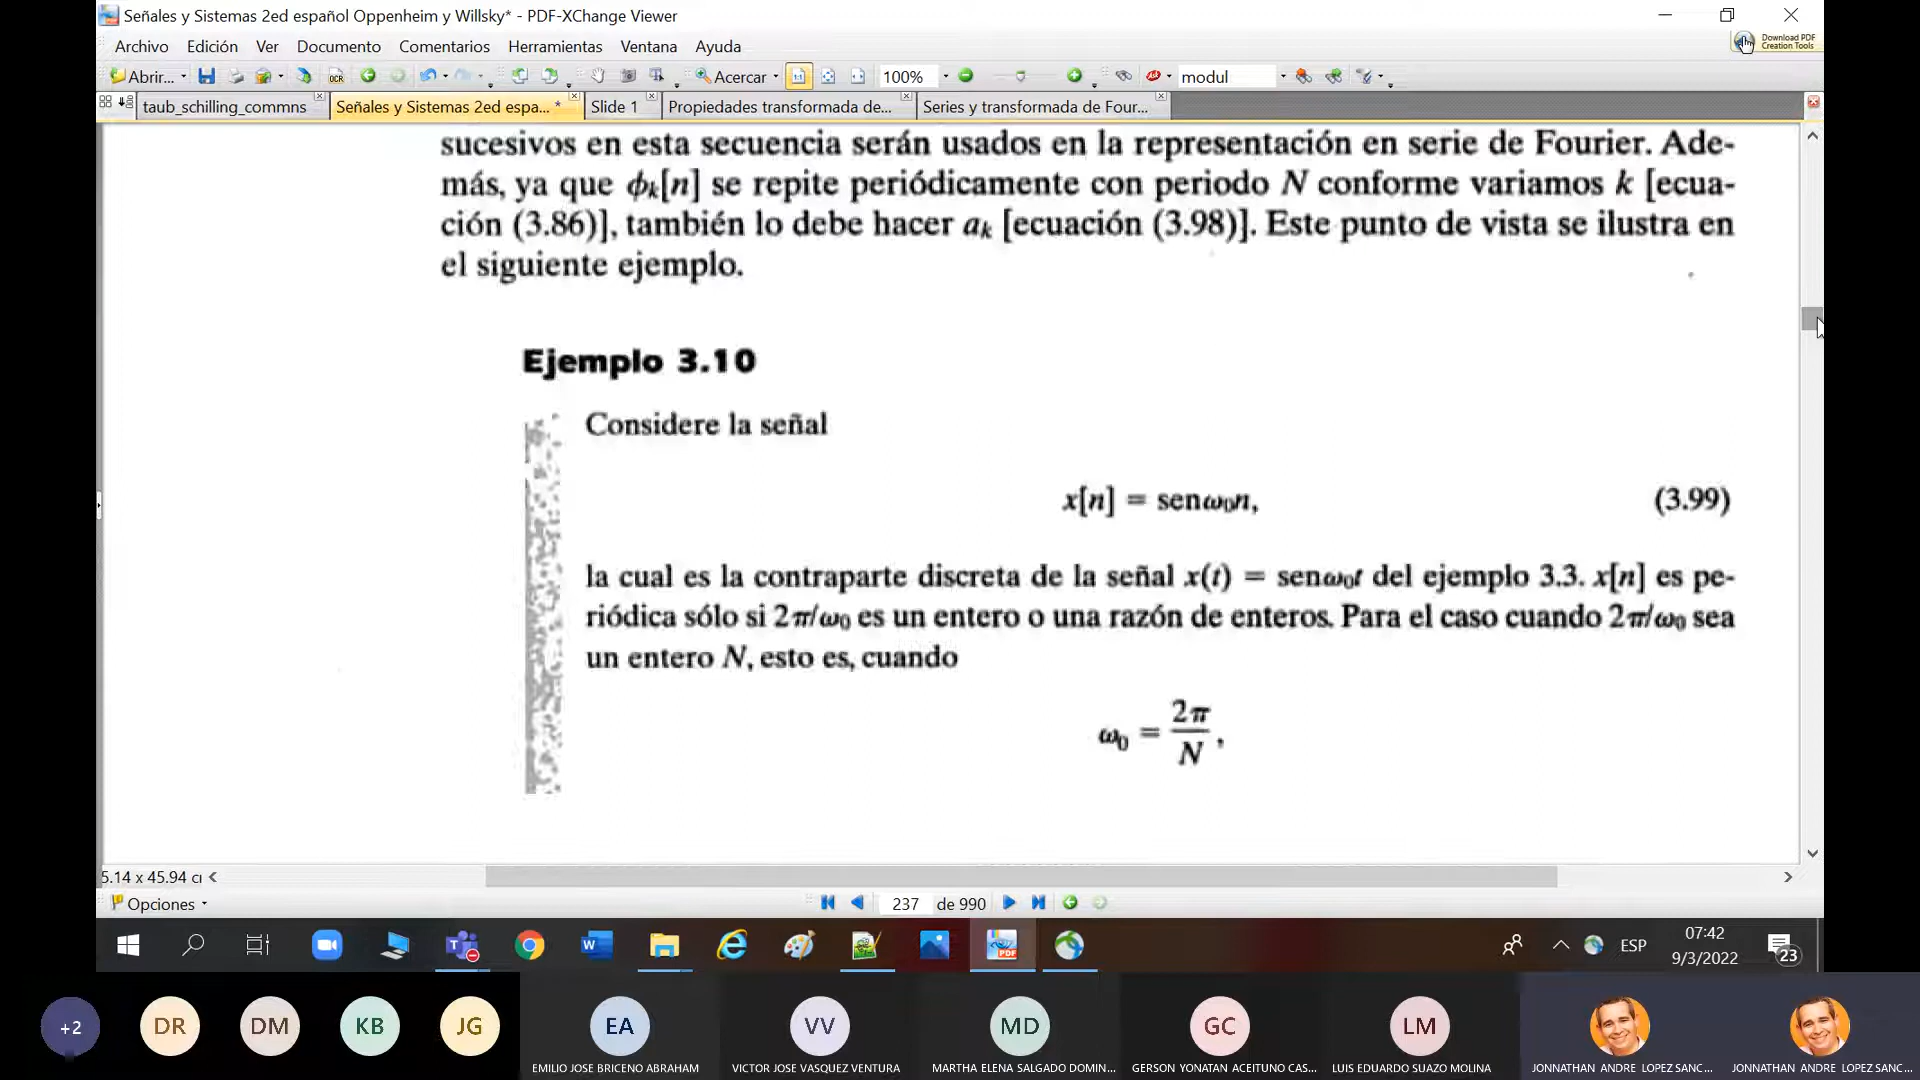 Señales y Sistemas 2ed español Oppenheim y Willsky* - PDF-XChange Viewer
Archivo Edición Ver Documento Comentarios Herramientas Ventana Ayuda
Download PDF
Creation Tools
Abrir... OCR Acercar 100% modul
taub_schilling_commns Señales y Sistemas 2ed espa... * Slide 1 Propiedades transformada de... Series y transformada de Four...
sucesivos en esta secuencia serán usados en la representación en serie de Fourier. Ade-
más, ya que ϕk[n] se repite periódicamente con periodo N conforme variamos k [ecua-
ción (3.86)], también lo debe hacer ak [ecuación (3.98)]. Este punto de vista se ilustra en
el siguiente ejemplo.
Ejemplo 3.10
Considere la señal
x[n] = senω0n, (3.99)
la cual es la contraparte discreta de la señal x(t) = senω0t del ejemplo 3.3. x[n] es pe-
riódica sólo si 2π/ω0 es un entero o una razón de enteros. Para el caso cuando 2π/ω0 sea
un entero N, esto es, cuando
ω0 = 2π/N,
5.14 x 45.94 cı
Opciones 237 de 990
ESP 07:42
9/3/2022 23
+2 DR DM KB JG EA VV MD GC LM
EMILIO JOSE BRICENO ABRAHAM VICTOR JOSE VASQUEZ VENTURA MARTHA ELENA SALGADO DOMIN... GERSON YONATAN ACEITUNO CAS... LUIS EDUARDO SUAZO MOLINA JONNATHAN ANDRE LOPEZ SANC... JONNATHAN ANDRE LOPEZ SANC...